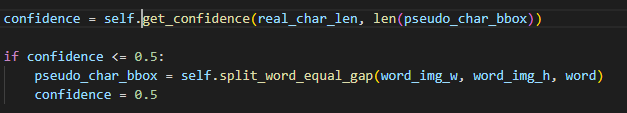 confidence = self.get_confidence(real_char_len, len(pseudo_char_bbox))
if confidence <= 0.5:
    pseudo_char_bbox = self.split_word_equal_gap(word_img_w, word_img_h, word)
    confidence = 0.5